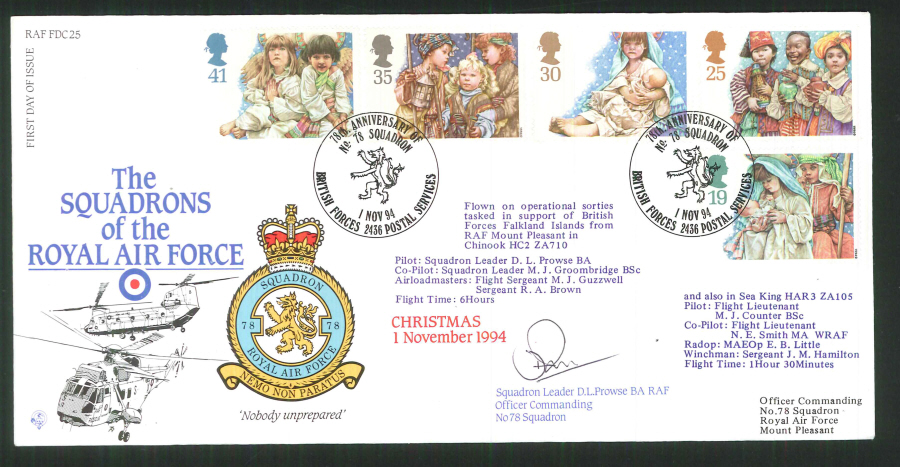 RAF FDC25
FIRST DAY OF ISSUE
41
35
30
25
19
78th ANNIVERSARY OF
No. 78 SQUADRON
1 NOV 94
BRITISH FORCES 2436 POSTAL SERVICES
78th ANNIVERSARY OF
No. 78 SQUADRON
1 NOV 94
BRITISH FORCES 2436 POSTAL SERVICES
The
SQUADRONS
of the
ROYAL AIR FORCE
SQUADRON
78 78
ROYAL AIR FORCE
NEMO NON PARATUS
'Nobody unprepared'
Flown on operational sorties
tasked in support of British
Forces Falkland Islands from
RAF Mount Pleasant in
Chinook HC2 ZA710
Pilot: Squadron Leader D. L. Prowse BA
Co-Pilot: Squadron Leader M. J. Groombridge BSc
Airloadmasters: Flight Sergeant M. J. Guzzwell
Sergeant R. A. Brown
Flight Time: 6Hours
CHRISTMAS
1 November 1994
Squadron Leader D.L.Prowse BA RAF
Officer Commanding
No78 Squadron
and also in Sea King HAR3 ZA105
Pilot: Flight Lieutenant
M. J. Counter BSc
Co-Pilot: Flight Lieutenant
N. E. Smith MA WRAF
Radop: MAEOp E. B. Little
Winchman: Sergeant J. M. Hamilton
Flight Time: 1Hour 30Minutes
Officer Commanding
No.78 Squadron
Royal Air Force
Mount Pleasant